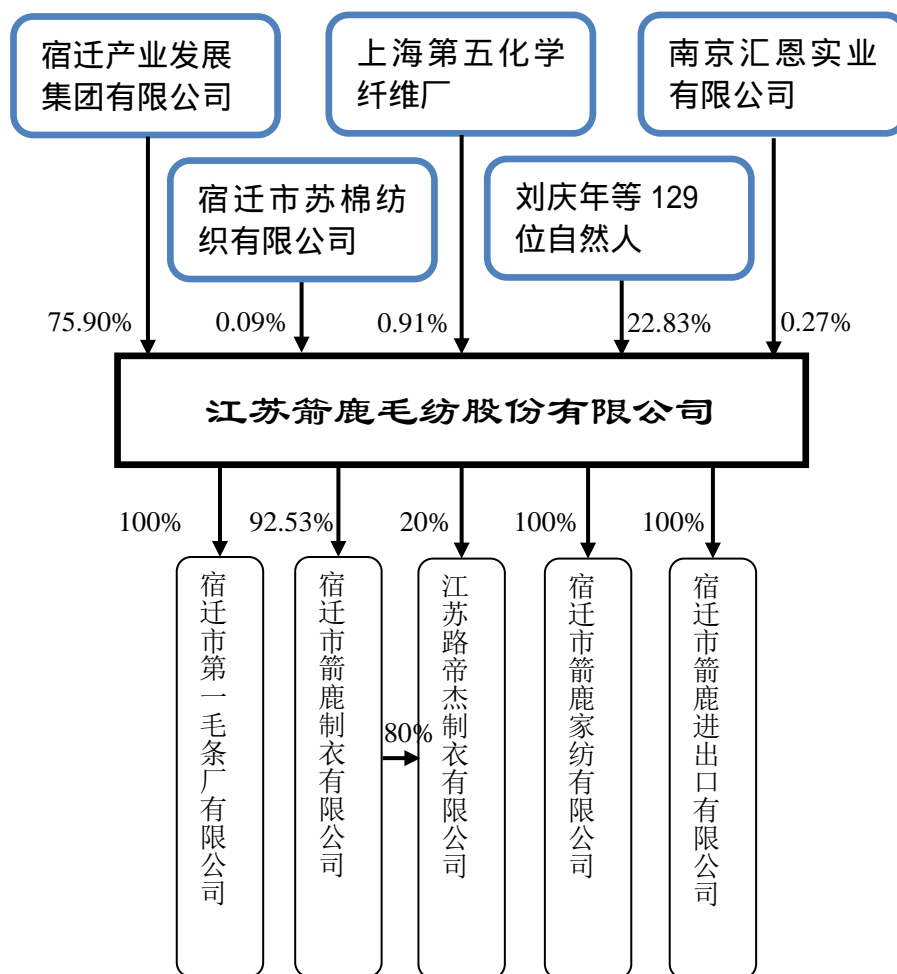 宿迁产业发展
集团有限公司
上海第五化学
纤维厂
南京汇恩实业
有限公司
宿迁市苏棉纺
织有限公司
刘庆年等 129
位自然人
75.90%
0.09%
0.91%
22.83%
0.27%
江苏箭鹿毛纺股份有限公司
100%
92.53%
20%
100%
100%
宿迁市第一毛条厂有限公司
宿迁市箭鹿制衣有限公司
80%
江苏路帝杰制衣有限公司
宿迁市箭鹿家纺有限公司
宿迁市箭鹿进出口有限公司